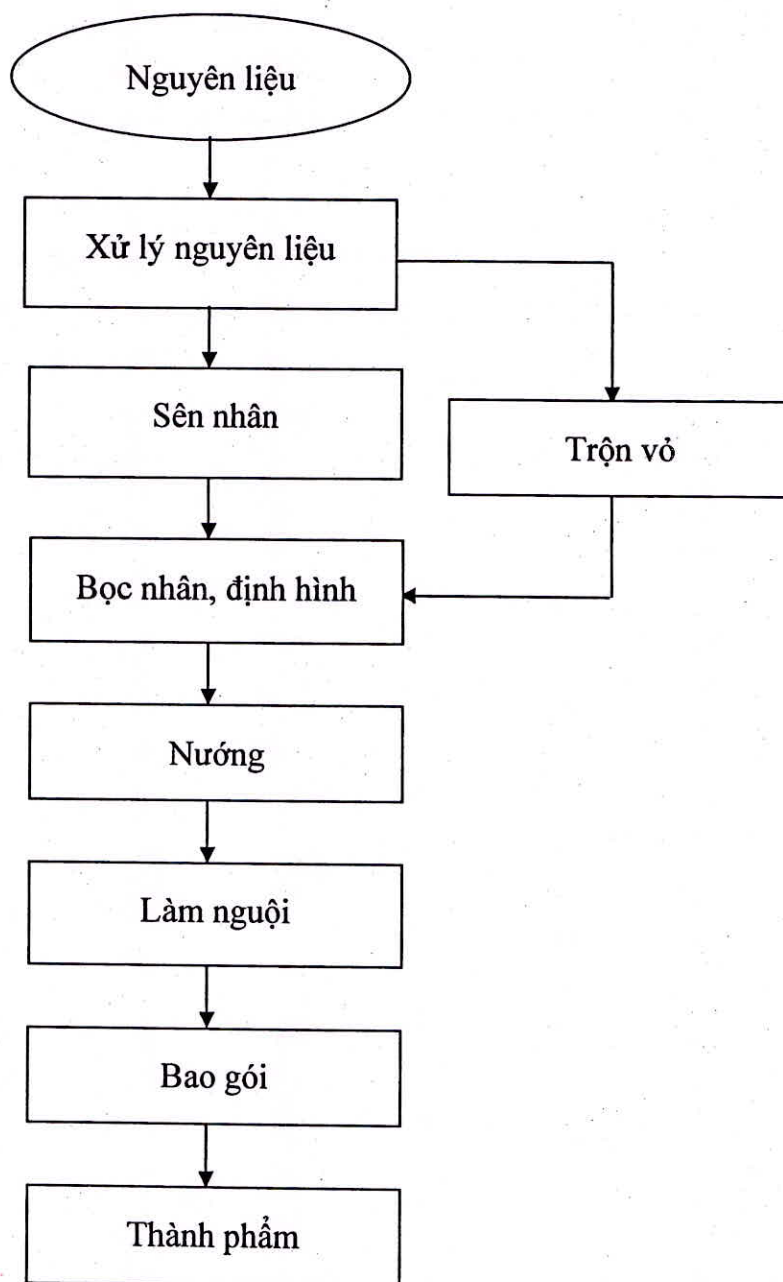 Nguyên liệu
Xử lý nguyên liệu
Sên nhân
Trộn vỏ
Bọc nhân, định hình
Nướng
Làm nguội
Bao gói
Thành phẩm